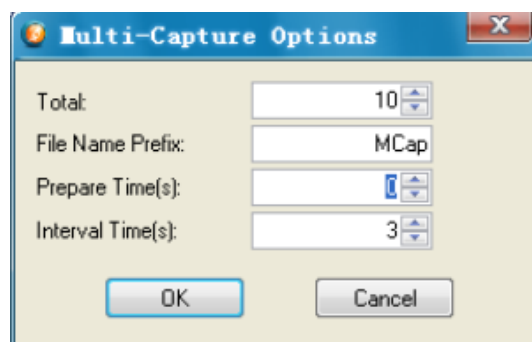 Multi-Capture Options
Total: 10
File Name Prefix: MCap
Prepare Time(s): 0
Interval Time(s): 3
OK Cancel